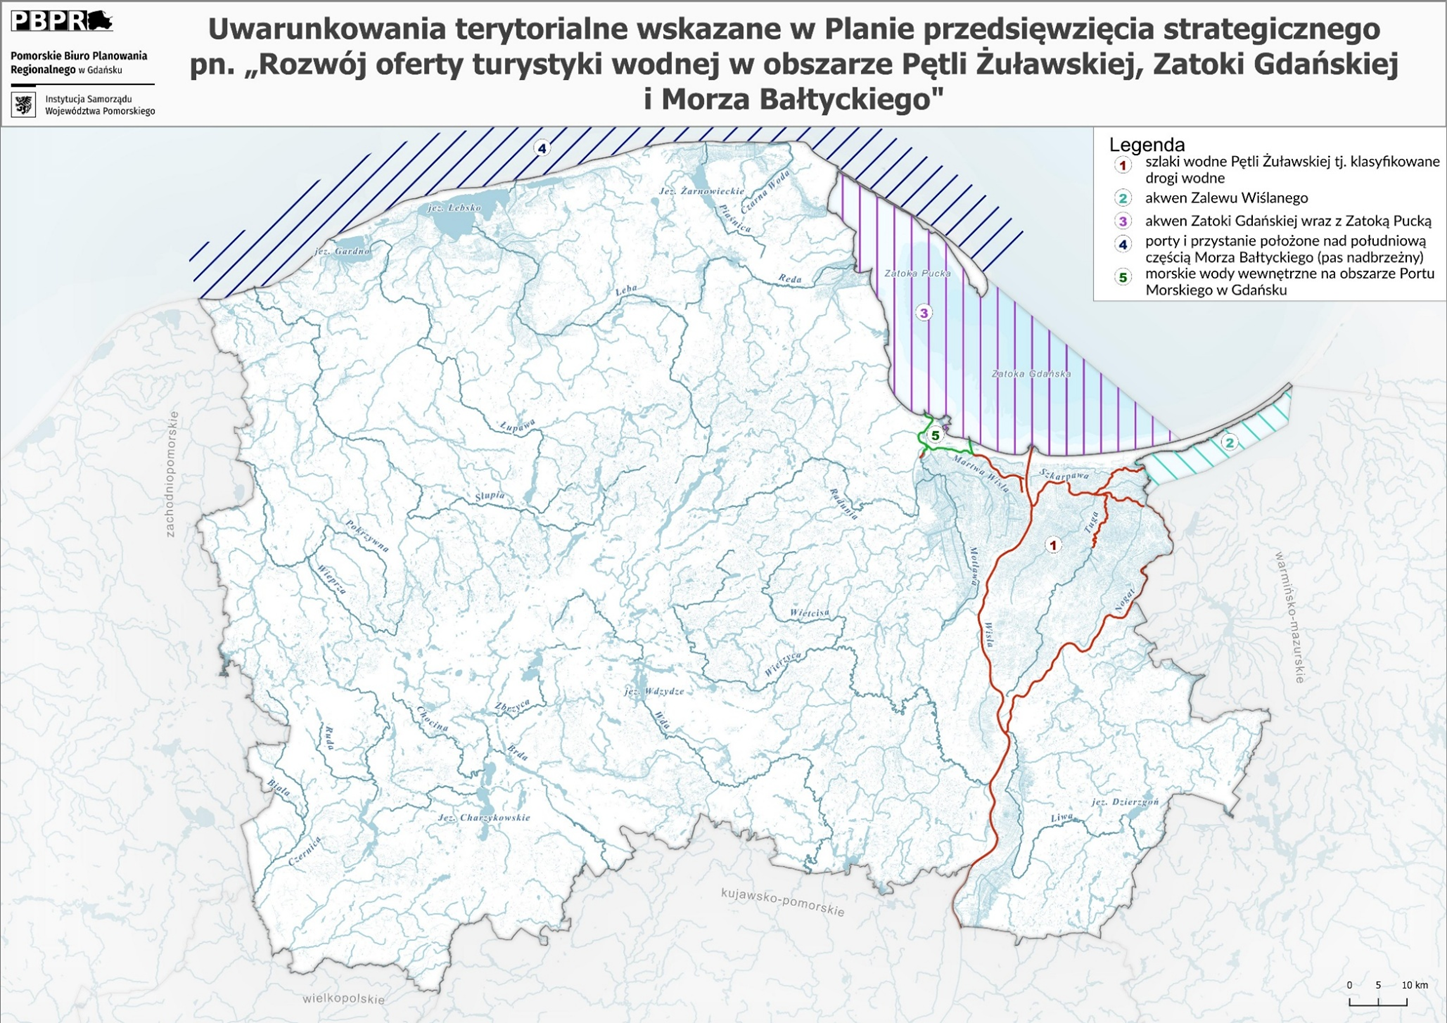 PBPR
Pomorskie Biuro Planowania
Regionalnego w Gdańsku
Instytucja Samorządu
Województwa Pomorskiego
Uwarunkowania terytorialne wskazane w Planie przedsięwzięcia strategicznego
pn. „Rozwój oferty turystyki wodnej w obszarze Pętli Żuławskiej, Zatoki Gdańskiej
i Morza Bałtyckiego"
Legenda
1 szlaki wodne Pętli Żuławskiej tj. klasyfikowane
drogi wodne
2 akwen Zalewu Wiślanego
3 akwen Zatoki Gdańskiej wraz z Zatoką Pucką
4 porty i przystanie położone nad południową
częścią Morza Bałtyckiego (pas nadbrzeżny)
5 morskie wody wewnętrzne na obszarze Portu
Morskiego w Gdańsku
4
jez. Łebsko
jez. Gardno
Jez. Żarnowieckie
Piaśnica
Czarna Woda
Reda
Łeba
Zatoka Pucka
3
Zatoka Gdańska
zachodniopomorskie
Łupawa
5
2
Martwa Wisła
Szkarpawa
Słupia
Radunia
Tuga
1
Pokrzywna
Wieprza
Motława
Nogat
Wisła
warmińsko-mazurskie
Wietcisa
Wierzyca
jez. Wdzydze
Wda
Zbrzyca
Chocina
Brda
Ruda
Biała
Jez. Charzykowskie
Czernica
jez. Dzierzgoń
Liwa
kujawsko-pomorskie
wielkopolskie
0 5 10 km